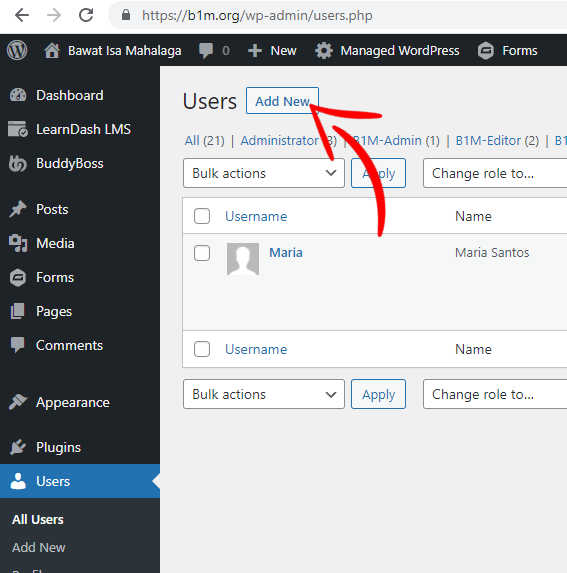 https://b1m.org/wp-admin/users.php
Bawat Isa Mahalaga 0 New Managed WordPress Forms
Dashboard
LearnDash LMS
BuddyBoss
Posts
Media
Forms
Pages
Comments
Appearance
Plugins
Users
All Users
Add New
Users Add New
All (21) | Administrator (3) | B1M-Admin (1) | B1M-Editor (2) | B1
Bulk actions Apply Change role to...
Username Name
Maria Maria Santos
Username Name
Bulk actions Apply Change role to...